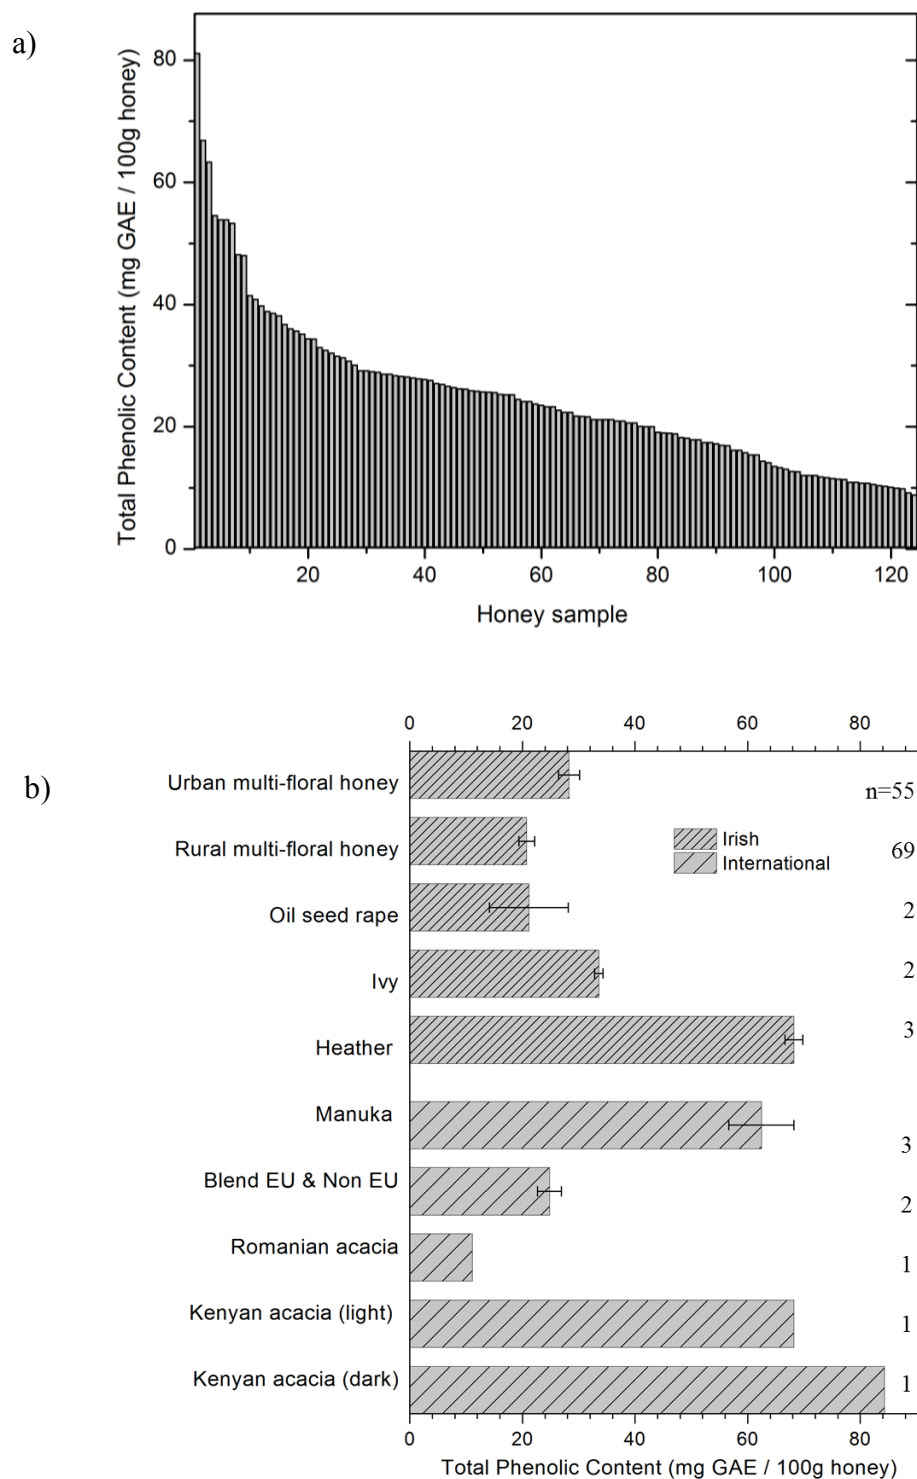 a)
Total Phenolic Content (mg GAE / 100g honey)
80
60
40
20
0
20 40 60 80 100 120
Honey sample
b)
0 20 40 60 80
Urban multi-floral honey n=55
Irish
Rural multi-floral honey 69
International
Oil seed rape 2
Ivy 2
Heather 3
Manuka 3
Blend EU & Non EU 2
Romanian acacia 1
Kenyan acacia (light) 1
Kenyan acacia (dark) 1
0 20 40 60 80
Total Phenolic Content (mg GAE / 100g honey)